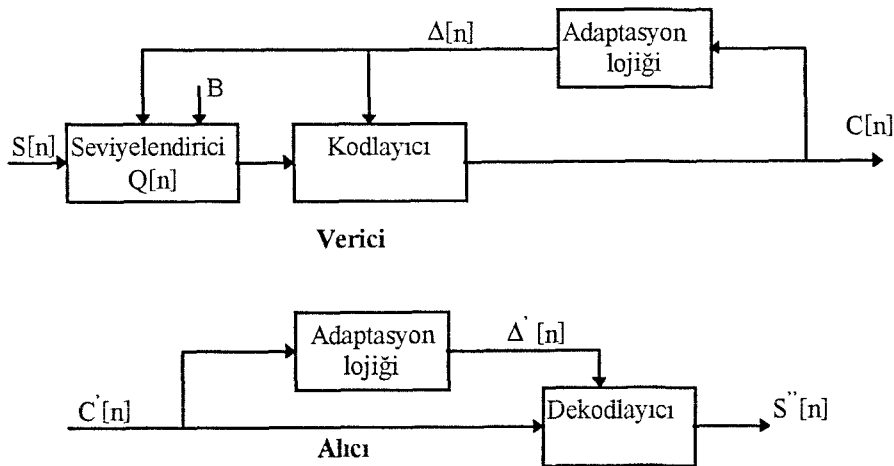 Δ[n]
Adaptasyon
lojiği
B
S[n]
Seviyelendirici
Q[n]
Kodlayıcı
C[n]
Verici
Adaptasyon
lojiği
Δ' [n]
C'[n]
Dekodlayıcı
S''[n]
Alıcı